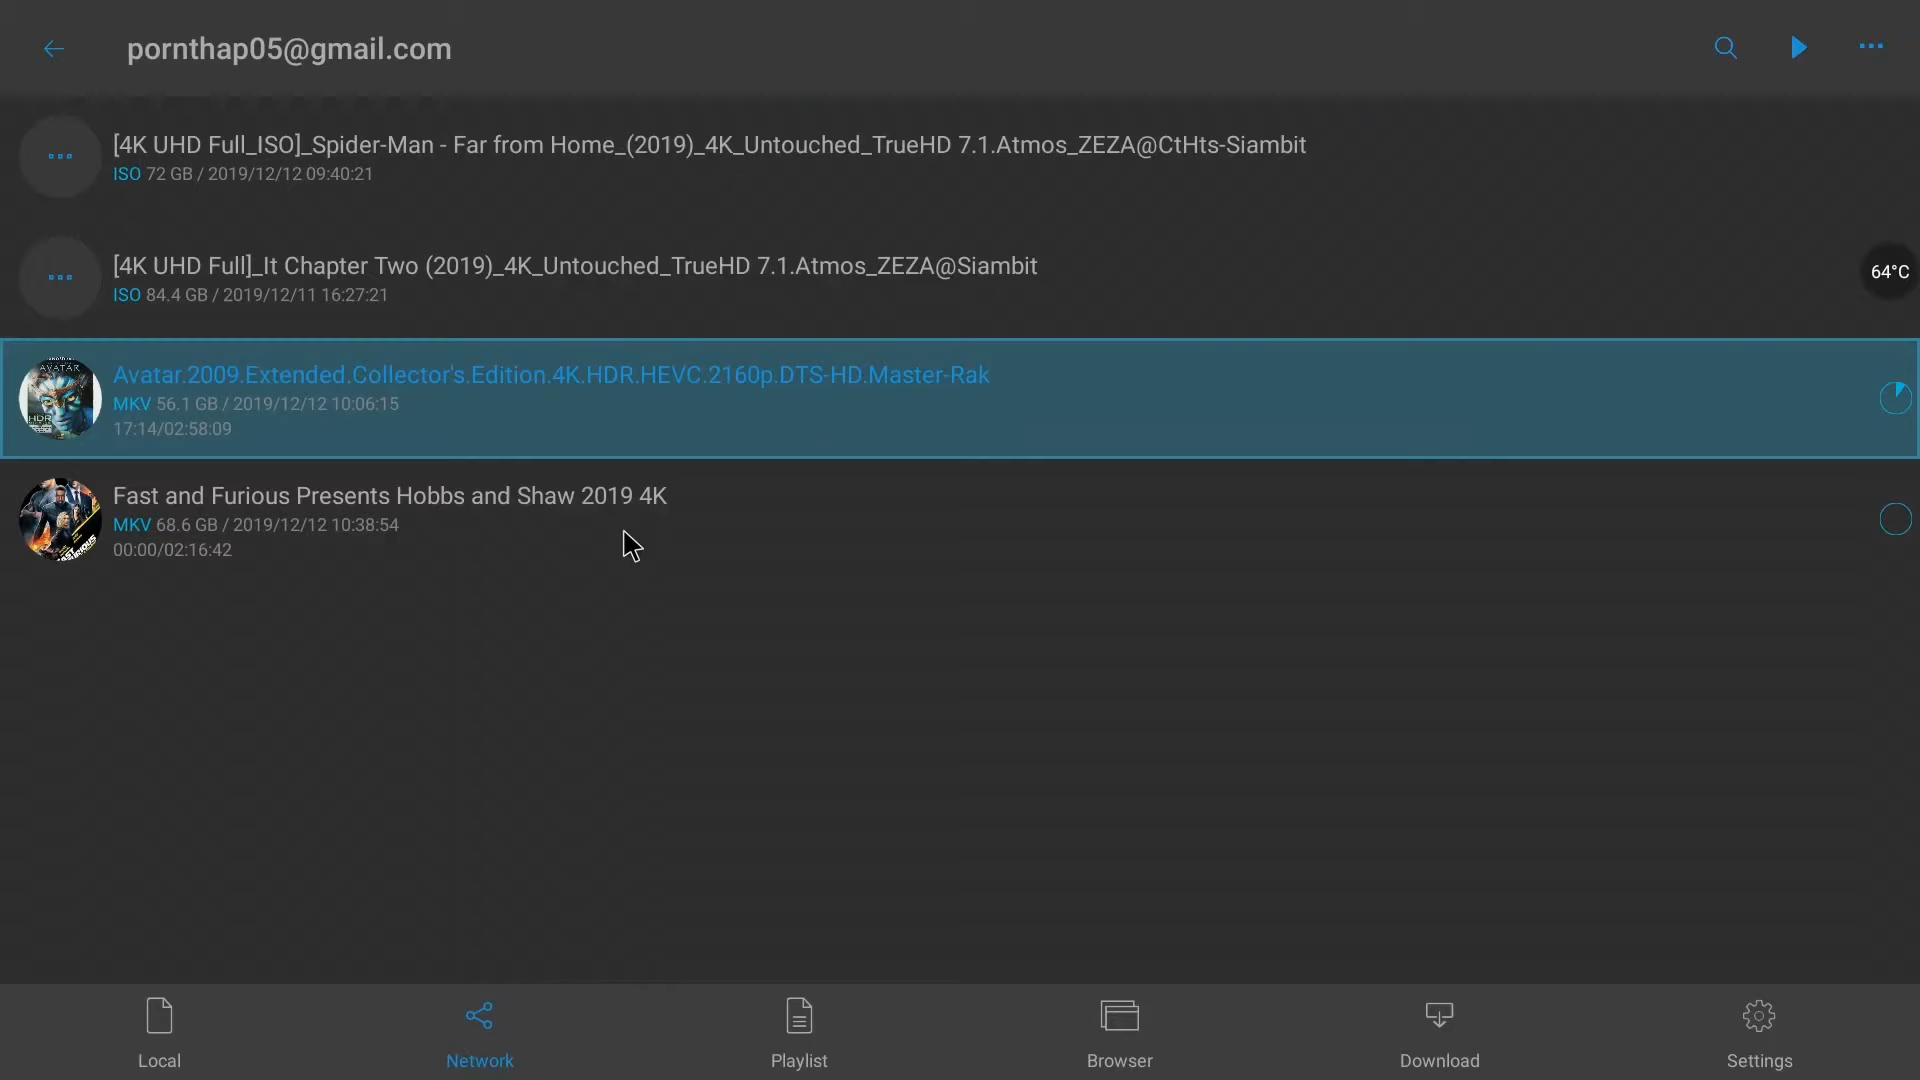 pornthap05@gmail.com
[4K UHD Full_ISO]_Spider-Man - Far from Home_(2019)_4K_Untouched_TrueHD 7.1.Atmos_ZEZA@CtHts-Siambit
ISO 72 GB / 2019/12/12 09:40:21
[4K UHD Full]_It Chapter Two (2019)_4K_Untouched_TrueHD 7.1.Atmos_ZEZA@Siambit
ISO 84.4 GB / 2019/12/11 16:27:21
64°C
AVATAR
HDR
Avatar.2009.Extended.Collector's.Edition.4K.HDR.HEVC.2160p.DTS-HD.Master-Rak
MKV 56.1 GB / 2019/12/12 10:06:15
17:14/02:58:09
Fast and Furious Presents Hobbs and Shaw 2019 4K
MKV 68.6 GB / 2019/12/12 10:38:54
00:00/02:16:42
Local
Network
Playlist
Browser
Download
Settings